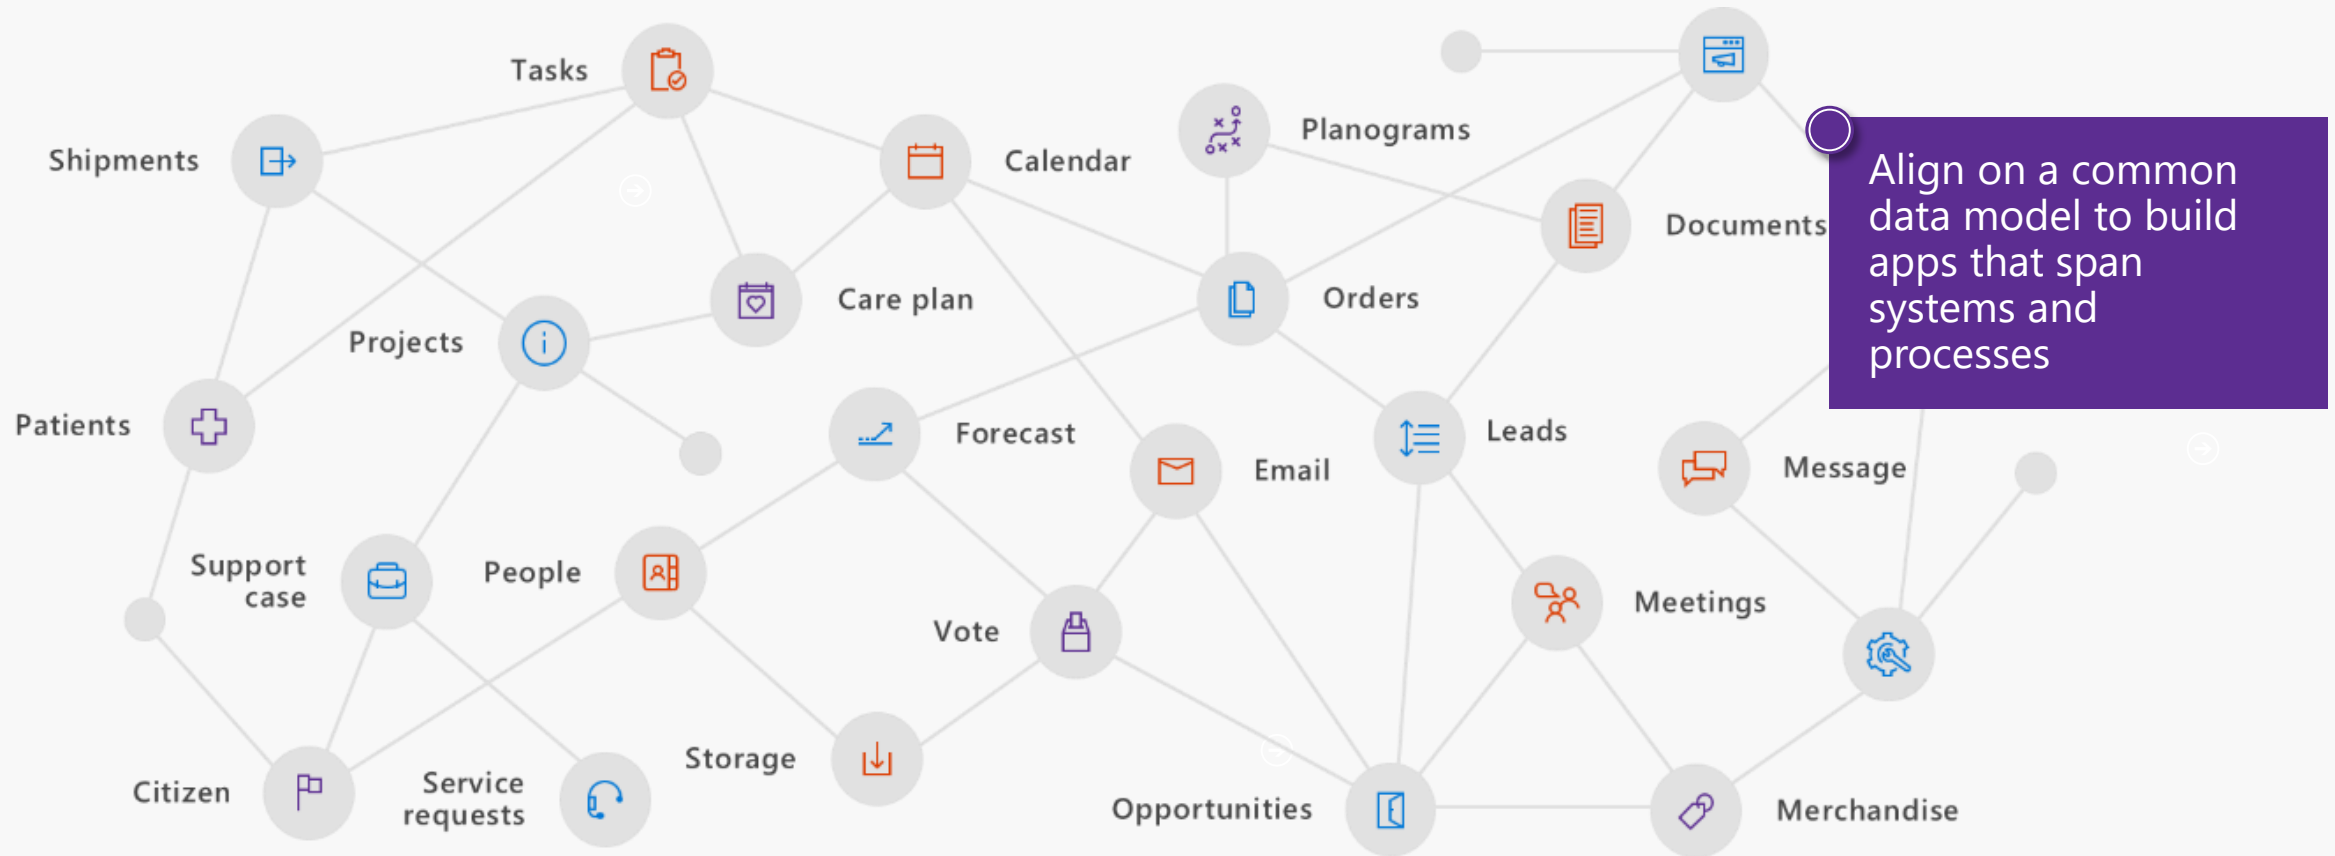 Tasks
Shipments
Calendar
Planograms
Documents
Align on a common
data model to build
apps that span
systems and
processes
Care plan
Orders
Projects
Patients
Forecast
Leads
Email
Message
Support
case
People
Vote
Meetings
Storage
Citizen
Service
requests
Opportunities
Merchandise